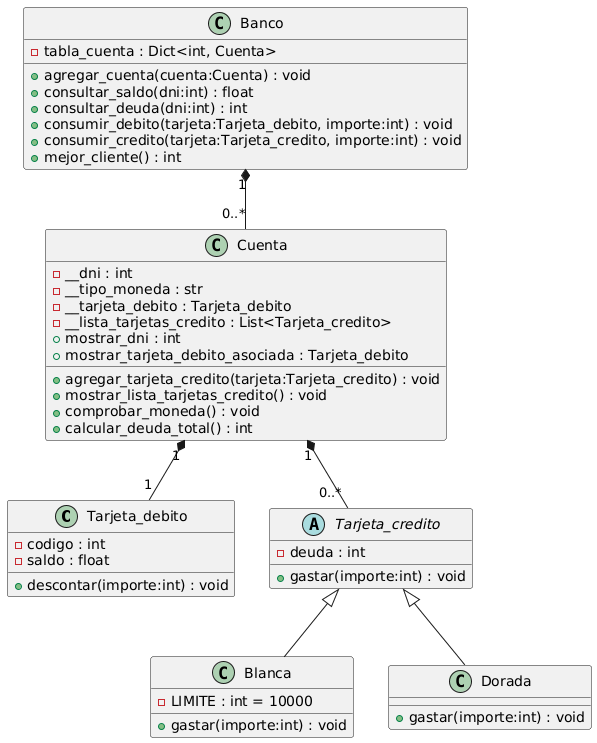 C Banco
tabla_cuenta : Dict<int, Cuenta>
agregar_cuenta(cuenta:Cuenta) : void
consultar_saldo(dni:int) : float
consultar_deuda(dni:int) : int
consumir_debito(tarjeta:Tarjeta_debito, importe:int) : void
consumir_credito(tarjeta:Tarjeta_credito, importe:int) : void
mejor_cliente() : int
1
0..*
C Cuenta
__dni : int
__tipo_moneda : str
__tarjeta_debito : Tarjeta_debito
__lista_tarjetas_credito : List<Tarjeta_credito>
mostrar_dni : int
mostrar_tarjeta_debito_asociada : Tarjeta_debito
agregar_tarjeta_credito(tarjeta:Tarjeta_credito) : void
mostrar_lista_tarjetas_credito() : void
comprobar_moneda() : void
calcular_deuda_total() : int
1
1
1
0..*
C Tarjeta_debito
codigo : int
saldo : float
descontar(importe:int) : void
A Tarjeta_credito
deuda : int
gastar(importe:int) : void
C Blanca
LIMITE : int = 10000
gastar(importe:int) : void
C Dorada
gastar(importe:int) : void